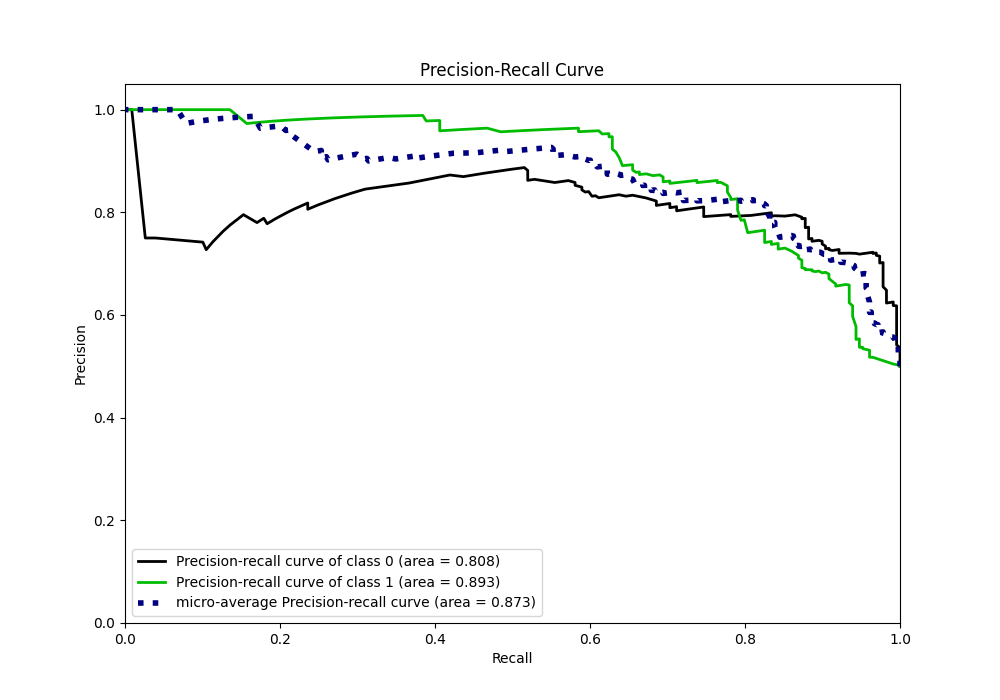 Precision-Recall Curve
1.0
0.8
0.6
0.4
0.2
0.0
Precision
Precision-recall curve of class 0 (area = 0.808)
Precision-recall curve of class 1 (area = 0.893)
micro-average Precision-recall curve (area = 0.873)
0.0 0.2 0.4 0.6 0.8 1.0
Recall